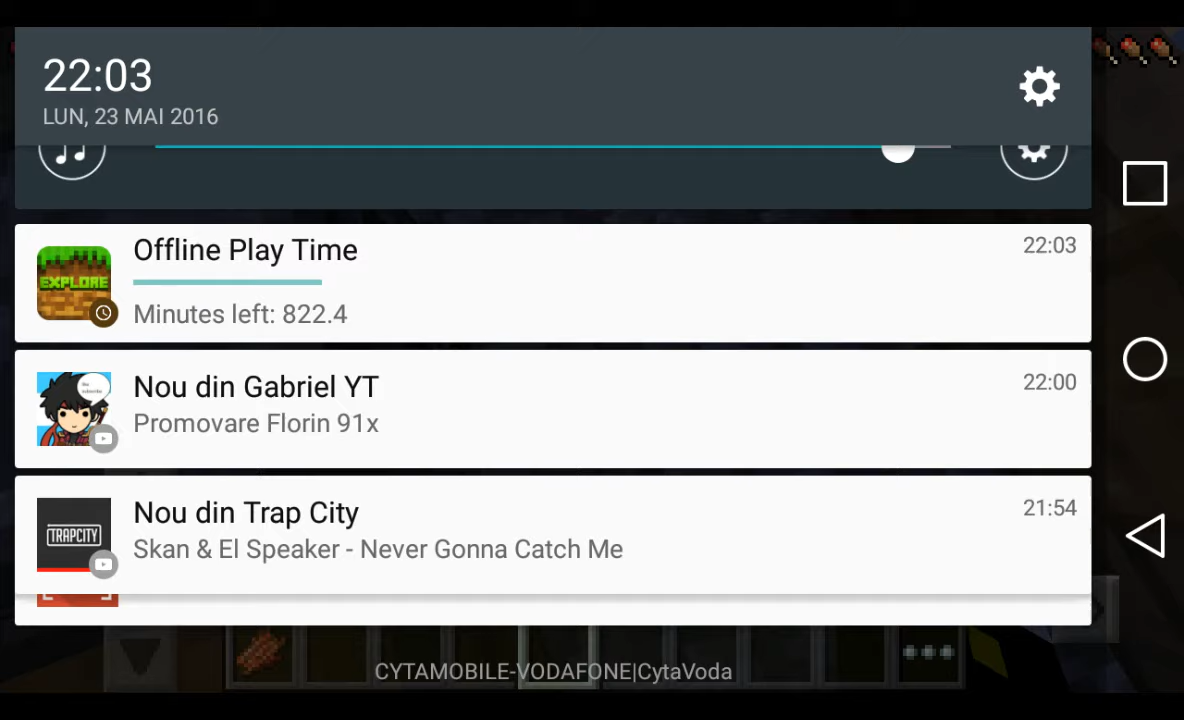 22:03
LUN, 23 MAI 2016
Offline Play Time
22:03
EXPLORE
Minutes left: 822.4
Nou din Gabriel YT
22:00
Promovare Florin 91x
Nou din Trap City
21:54
TRAPCITY
Skan & El Speaker - Never Gonna Catch Me
CYTAMOBILE-VODAFONE|CytaVoda